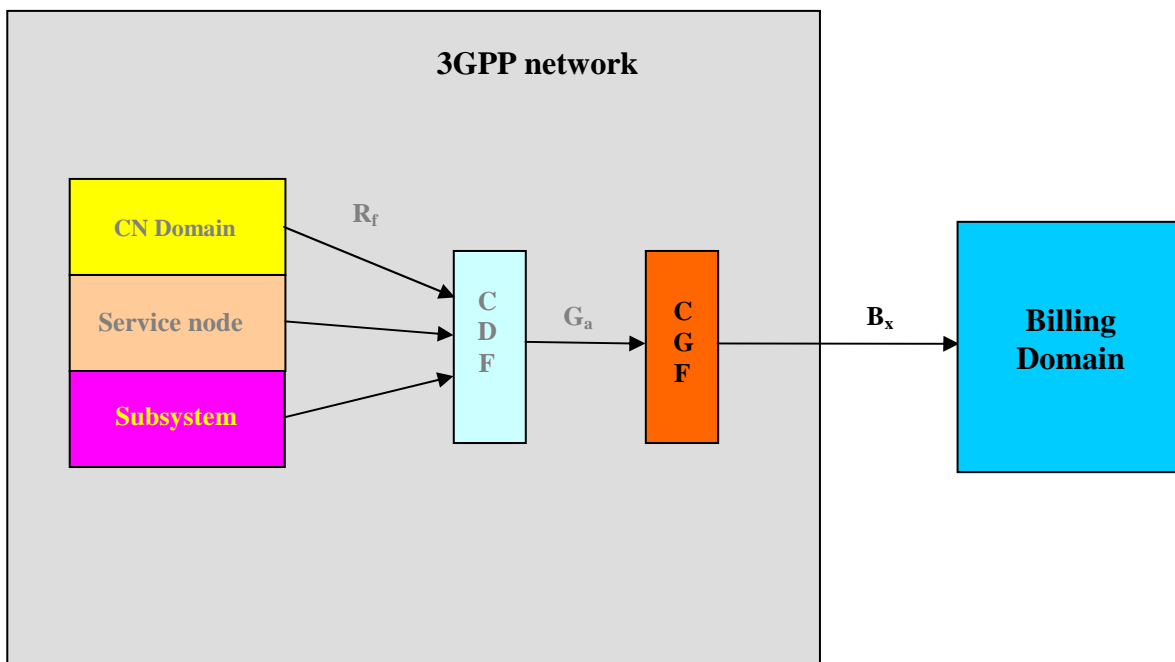 3GPP network
CN Domain
Service node
Subsystem
Rf
C
D
F
Ga
C
G
F
Bx
Billing
Domain